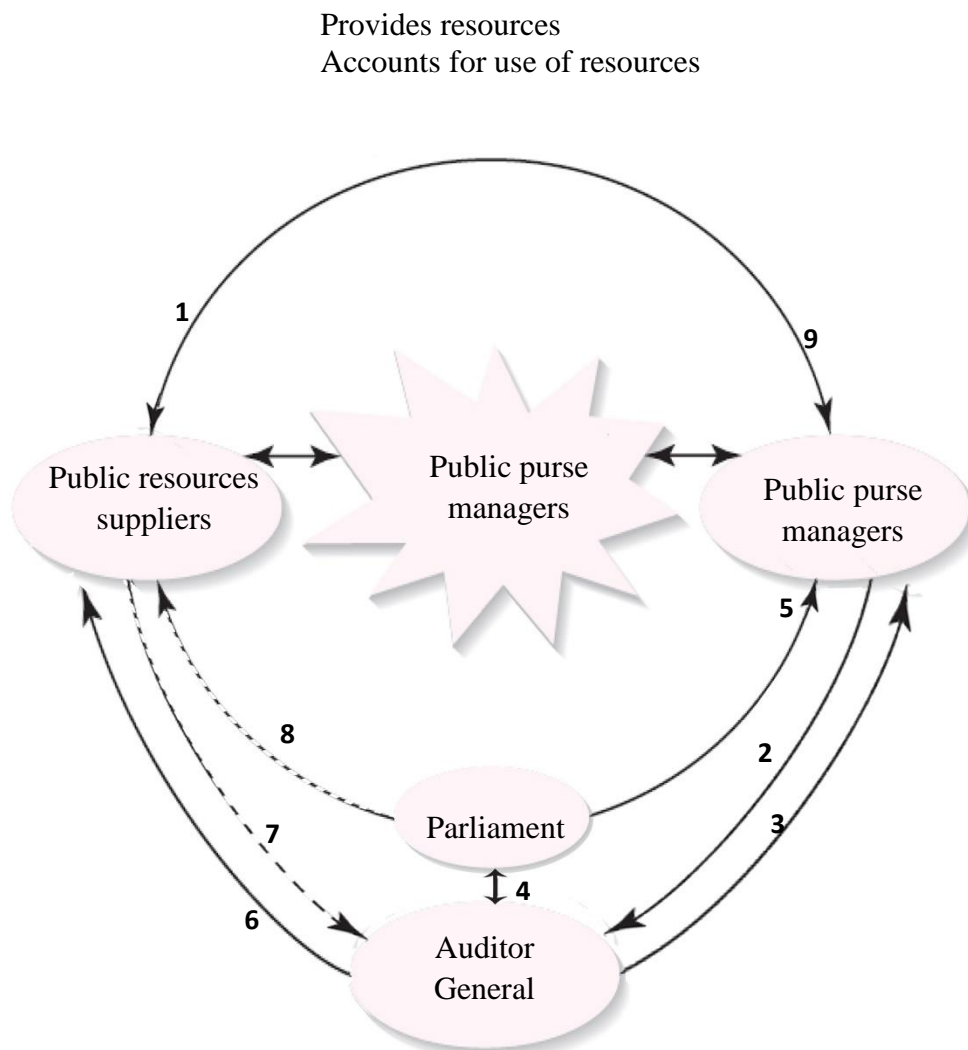 Provides resources
Accounts for use of resources
1
9
Public resources
suppliers
Public purse
managers
Public purse
managers
5
8
2
7
3
Parliament
4
6
Auditor
General